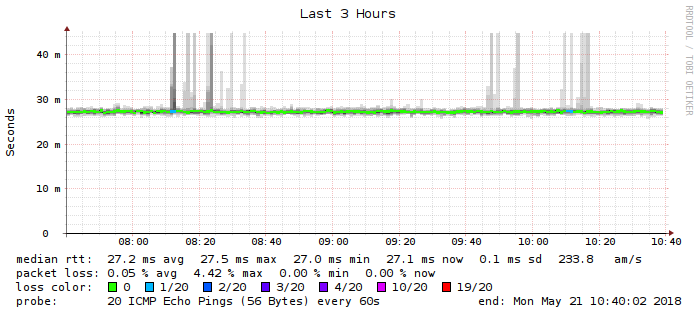 Last 3 Hours
RRDTOOL / TOBI OETIKER
Seconds
40 m
30 m
20 m
10 m
0
08:00 08:20 08:40 09:00 09:20 09:40 10:00 10:20 10:40
median rtt: 27.2 ms avg 27.5 ms max 27.0 ms min 27.1 ms now 0.1 ms sd 233.8 am/s
packet loss: 0.05 % avg 4.42 % max 0.00 % min 0.00 % now
loss color: 0 1/20 2/20 3/20 4/20 10/20 19/20
probe: 20 ICMP Echo Pings (56 Bytes) every 60s end: Mon May 21 10:40:02 2018